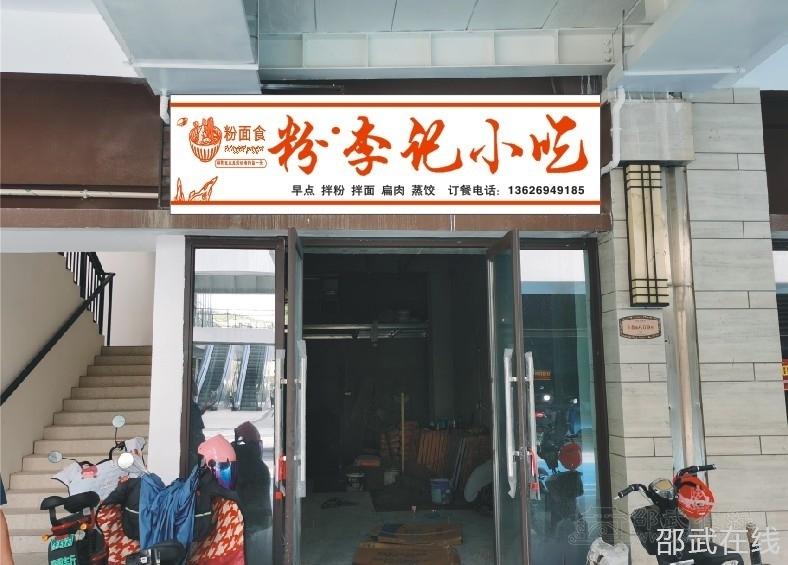 粉面食
粉·李记小吃
早点 拌粉 拌面 扁肉 蒸饺 订餐电话：13626949185
邵武在线